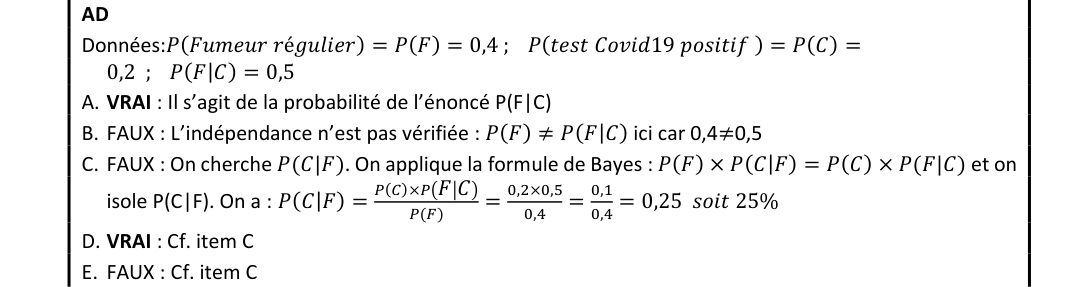 AD
Données:P(Fumeur régulier) = P(F) = 0,4 ; P(test Covid19 positif ) = P(C) =
0,2 ; P(F|C) = 0,5
A. VRAI : Il s’agit de la probabilité de l’énoncé P(F|C)
B. FAUX : L’indépendance n’est pas vérifiée : P(F) ≠ P(F|C) ici car 0,4≠0,5
C. FAUX : On cherche P(C|F). On applique la formule de Bayes : P(F) × P(C|F) = P(C) × P(F|C) et on
isole P(C|F). On a : P(C|F) = P(C)×P(F|C)/P(F) = 0,2×0,5/0,4 = 0,1/0,4 = 0,25 soit 25%
D. VRAI : Cf. item C
E. FAUX : Cf. item C